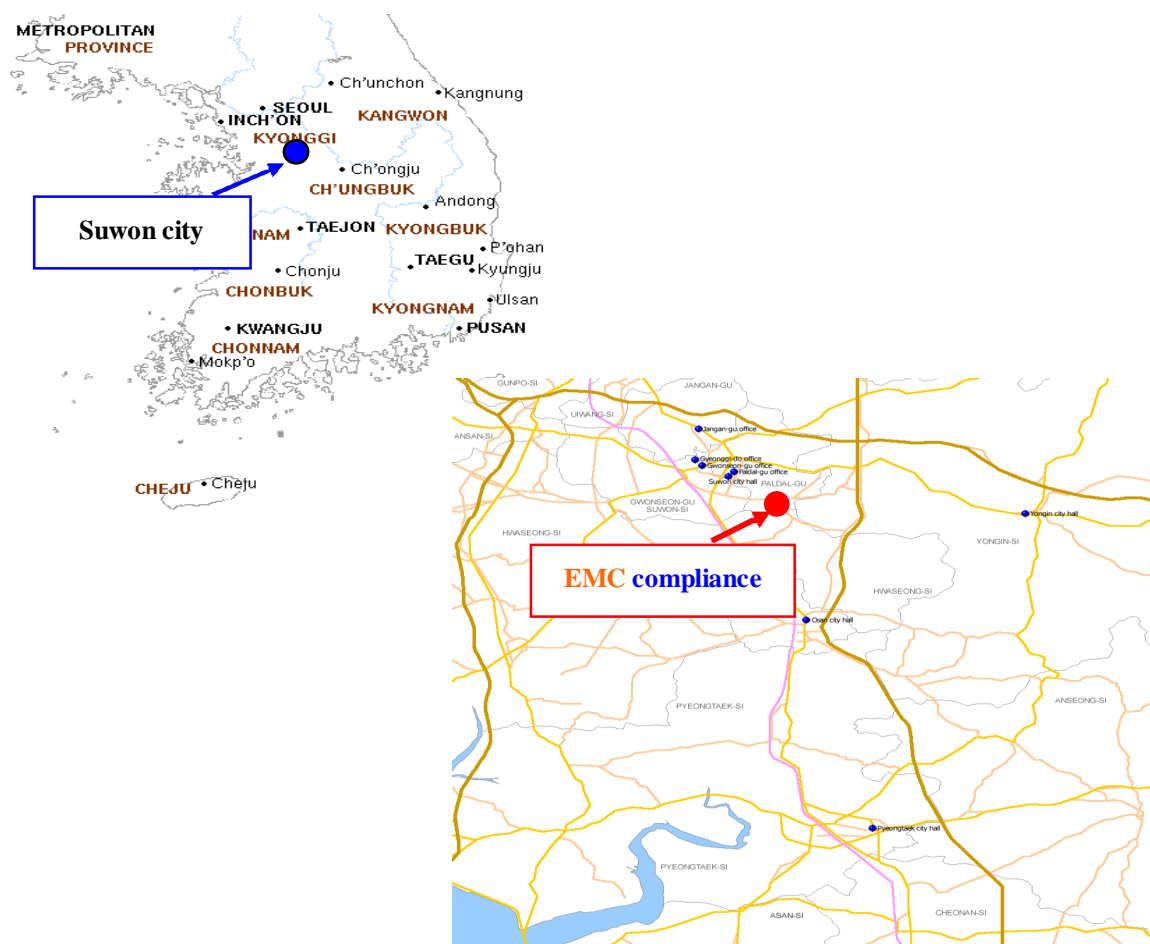 METROPOLITAN
PROVINCE
Ch'unchon
Kangnung
SEOUL
KANGWON
INCH'ON
KYONGGI
Ch'ongju
CH'UNGBUK
Suwon city
Andong
NAM
TAEJON
KYONGBUK
P'ohan
TAEGU
Chonju
Kyungju
CHONBUK
Ulsan
KYONGNAM
KWANGJU
PUSAN
CHONNAM
Mokp'o
CHEJU
Cheju
GUNPO-SI
JANGAN-GU
UIWANG-SI
Jangan-gu office
ANSAN-SI
Gyeonggi-do office
Gwonseon-gu office
Paldal-gu office
Suwon city hall
PALDAL-GU
GWONSEON-GU
SUWON-SI
Yongin city hall
HWASEONG-SI
YONGIN-SI
EMC compliance
HWASEONG-SI
Osan city hall
ANSEONG-SI
PYEONGTAEK-SI
Pyeongtaek city hall
PYEONGTAEK-SI
ASAN-SI
CHEONAN-SI